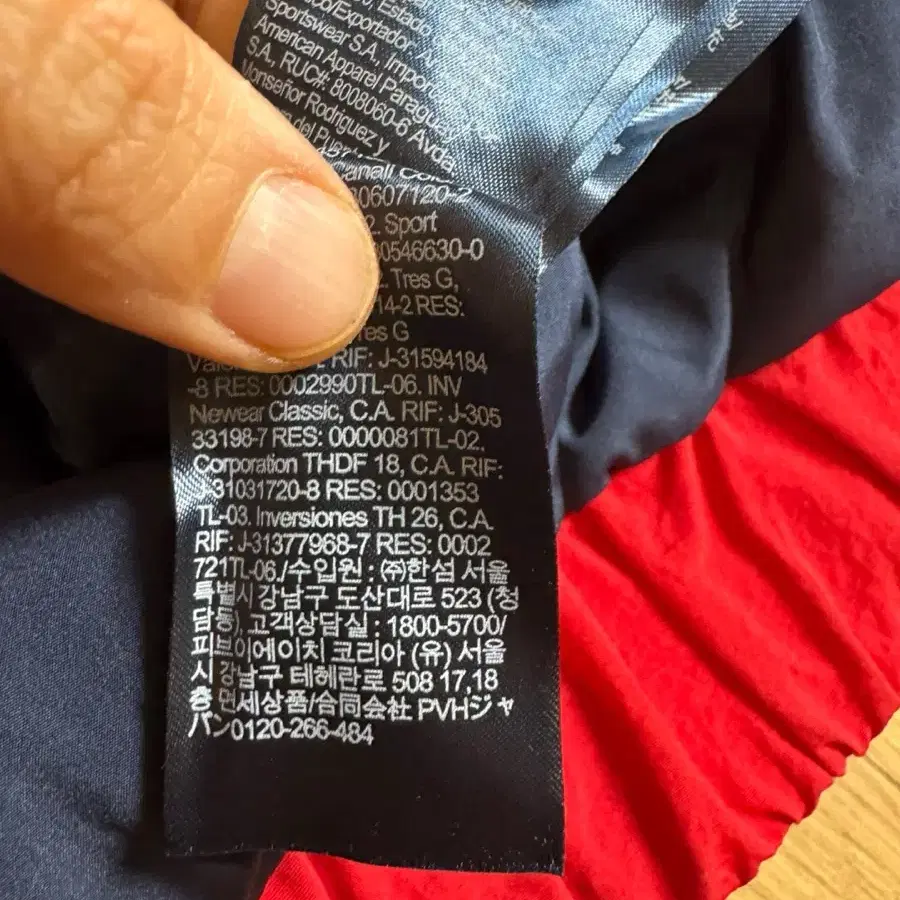 Sportswear S.A, Impor
American Apparel Paraguay
S.A, RUC#: 8008060-6 Avda.
Monseñor Rodriguez y
80607120-2
2. Sport
80546630-0
Tres G,
14-2 RES:
res G
RIF: J-31594184
-8 RES: 0002990TL-06. INV
Newear Classic, C.A. RIF: J-305
33198-7 RES: 0000081TL-02.
Corporation THDF 18, C.A. RIF:
J-31031720-8 RES: 0001353
TL-03. Inversiones TH 26, C.A.
RIF: J-31377968-7 RES: 0002
721TL-06./수입원 : ㈜한섬 서울
특별시 강남구 도산대로 523 (청
담동), 고객상담실 : 1800-5700/
피브이에이치 코리아 (유) 서울
시 강남구 테헤란로 508 17,18
층 면세상품/合同会社 PVHジャ
パン0120-266-484